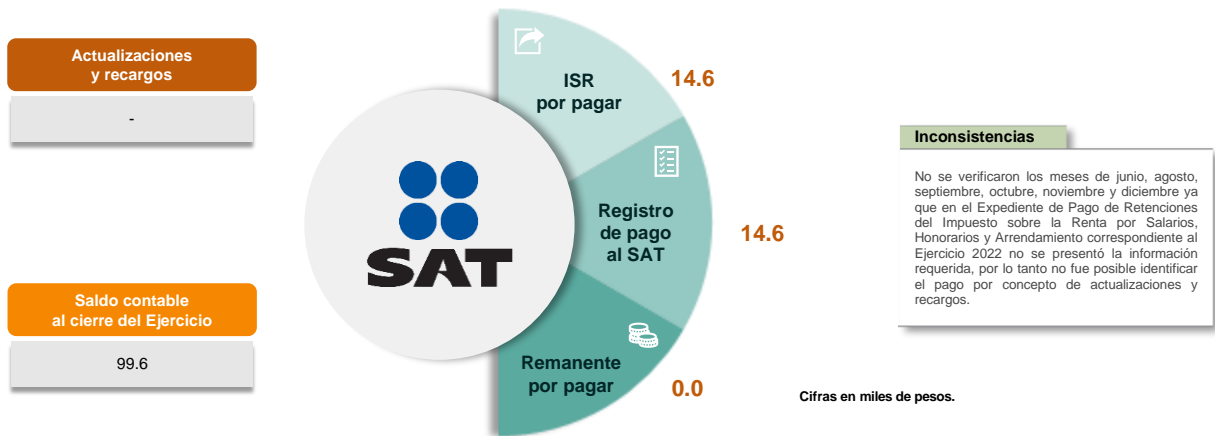 Actualizaciones
y recargos
-
Saldo contable
al cierre del Ejercicio
99.6
SAT
ISR
por pagar
14.6
Registro
de pago
al SAT
14.6
Remanente
por pagar
0.0
Inconsistencias
No se verificaron los meses de junio, agosto,
septiembre, octubre, noviembre y diciembre ya
que en el Expediente de Pago de Retenciones
del Impuesto sobre la Renta por Salarios,
Honorarios y Arrendamiento correspondiente al
Ejercicio 2022 no se presentó la información
requerida, por lo tanto no fue posible identificar
el pago por concepto de actualizaciones y
recargos.
Cifras en miles de pesos.